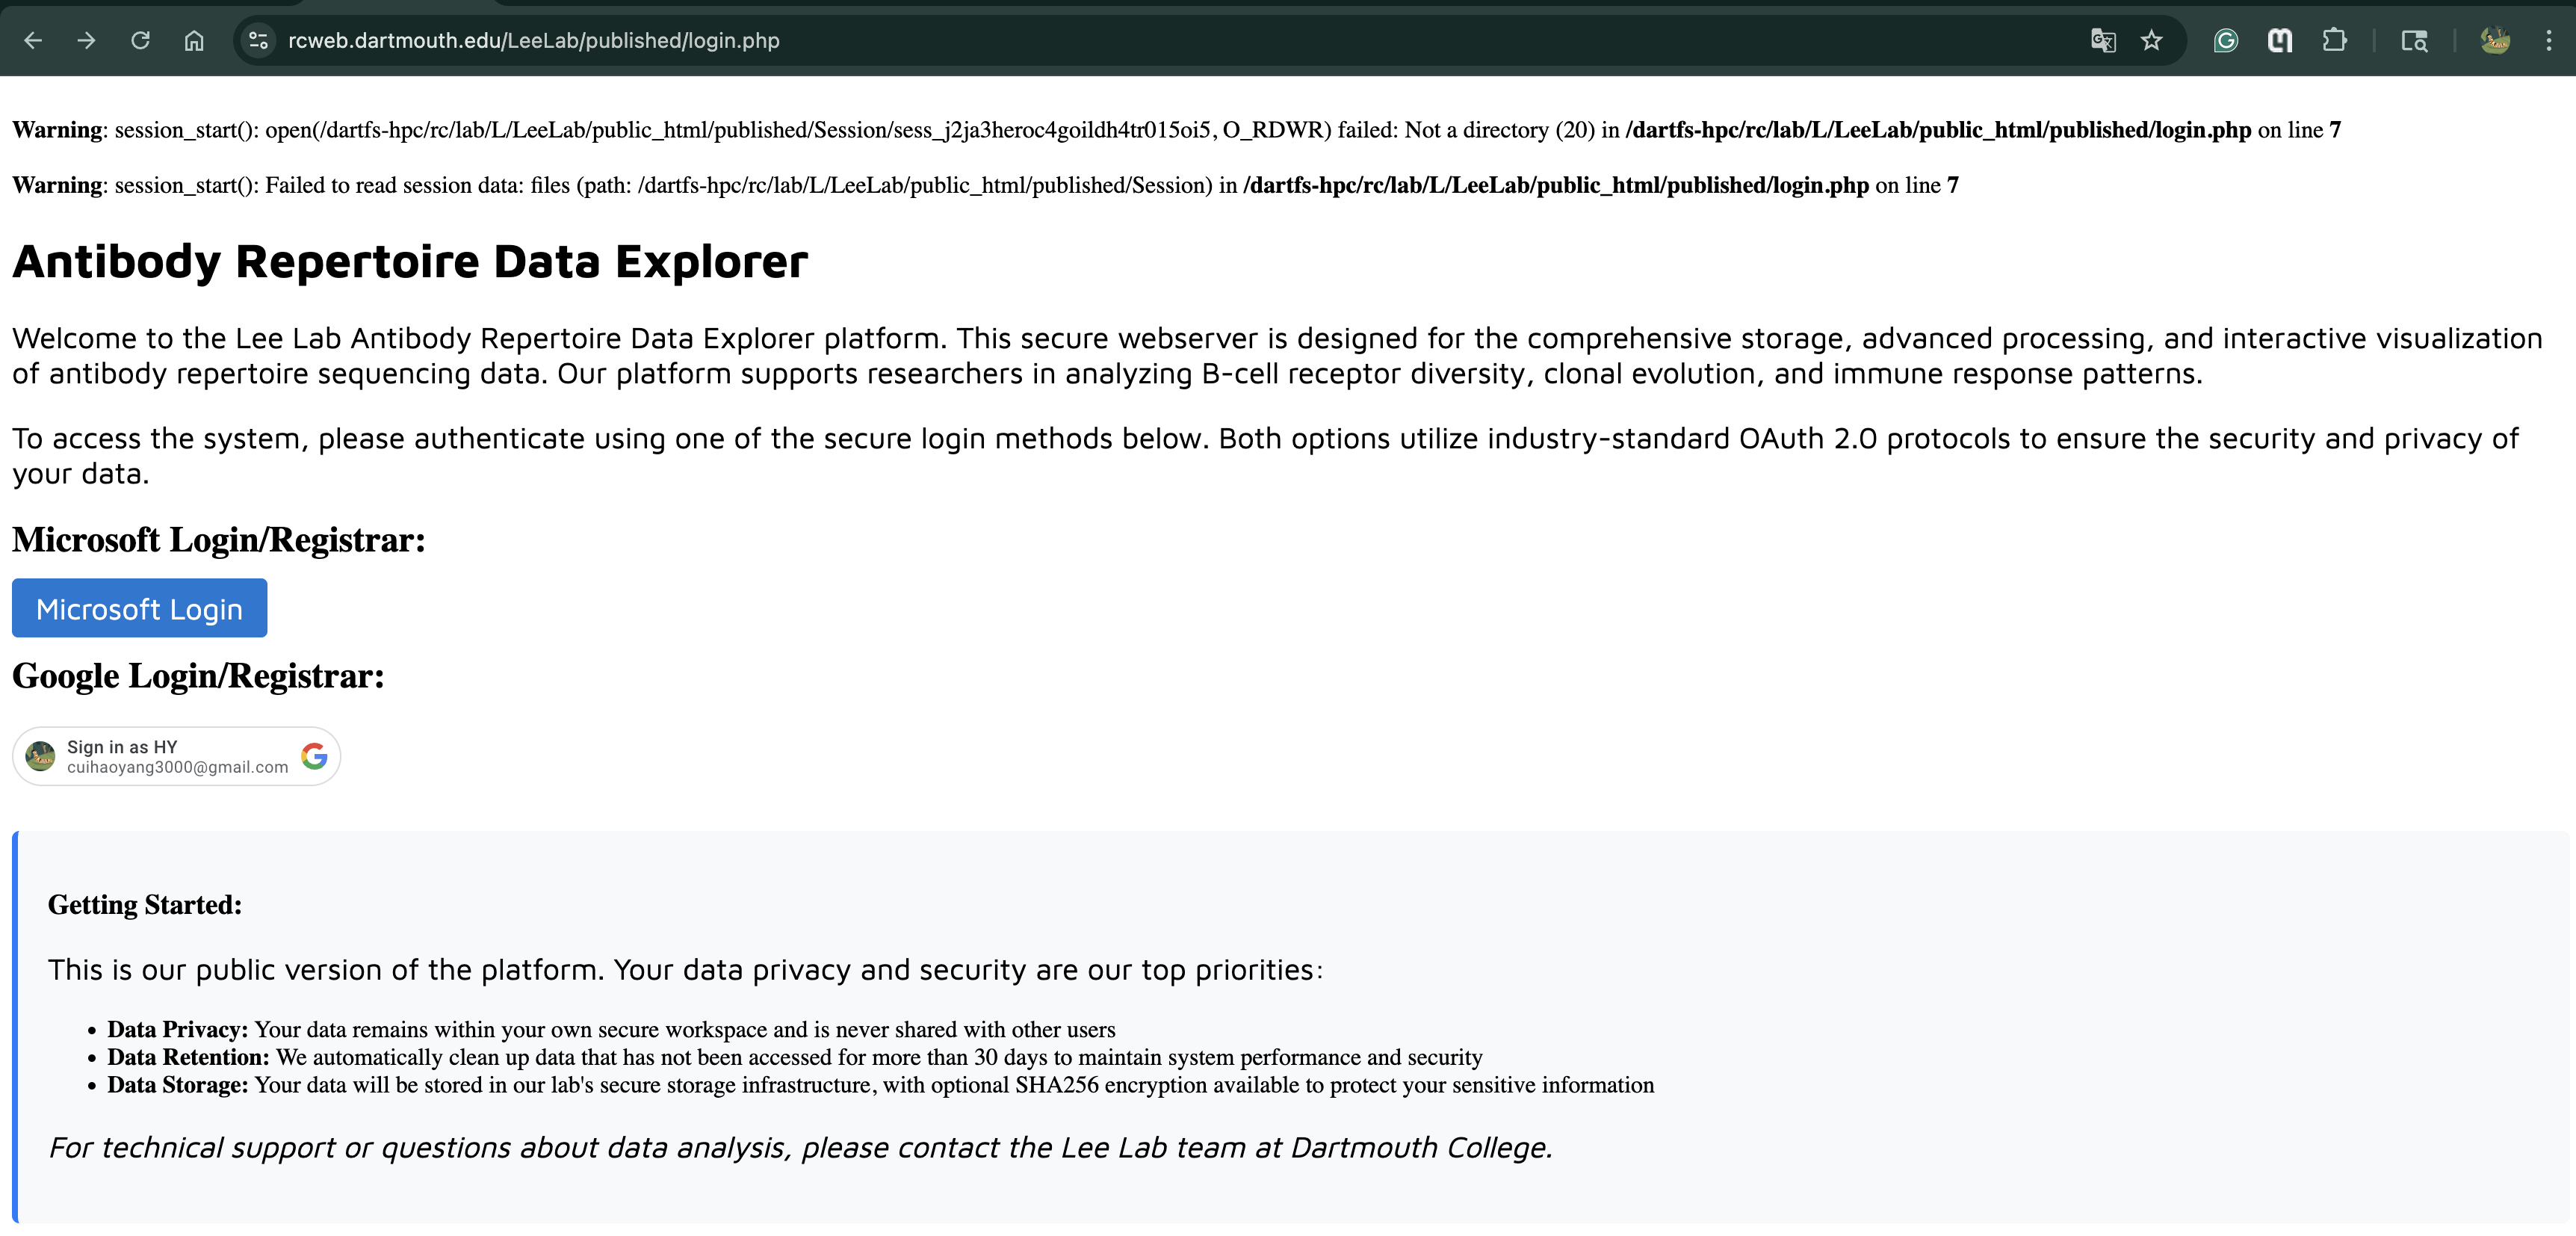 rcweb.dartmouth.edu/LeeLab/published/login.php
Warning: session_start(): open(/dartfs-hpc/rc/lab/L/LeeLab/public_html/published/Session/sess_j2ja3heroc4goildh4tr015oi5, O_RDWR) failed: Not a directory (20) in /dartfs-hpc/rc/lab/L/LeeLab/public_html/published/login.php on line 7
Warning: session_start(): Failed to read session data: files (path: /dartfs-hpc/rc/lab/L/LeeLab/public_html/published/Session) in /dartfs-hpc/rc/lab/L/LeeLab/public_html/published/login.php on line 7
Antibody Repertoire Data Explorer
Welcome to the Lee Lab Antibody Repertoire Data Explorer platform. This secure webserver is designed for the comprehensive storage, advanced processing, and interactive visualization
of antibody repertoire sequencing data. Our platform supports researchers in analyzing B-cell receptor diversity, clonal evolution, and immune response patterns.
To access the system, please authenticate using one of the secure login methods below. Both options utilize industry-standard OAuth 2.0 protocols to ensure the security and privacy of
your data.
Microsoft Login/Registrar:
Microsoft Login
Google Login/Registrar:
Sign in as HY
cuihaoyang3000@gmail.com
Getting Started:
This is our public version of the platform. Your data privacy and security are our top priorities:
• Data Privacy: Your data remains within your own secure workspace and is never shared with other users
• Data Retention: We automatically clean up data that has not been accessed for more than 30 days to maintain system performance and security
• Data Storage: Your data will be stored in our lab's secure storage infrastructure, with optional SHA256 encryption available to protect your sensitive information
For technical support or questions about data analysis, please contact the Lee Lab team at Dartmouth College.